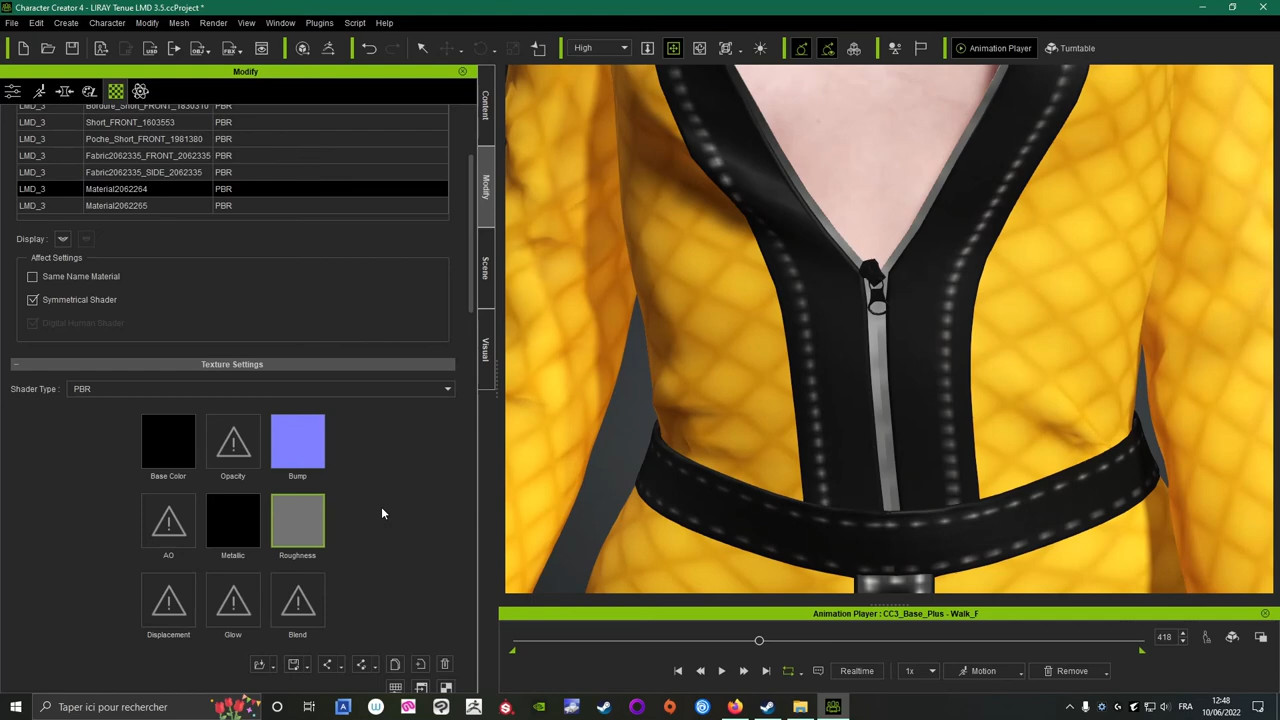 Character Creator 4 - LIRAY Tenue LMD 3.5.ccProject *
File Edit Create Character Modify Mesh Render View Window Plugins Script Help
High Animation Player Turntable
Modify
Content
Modify
Scene
Visual
LMD_3 Bordure_Short_FRONT_1830310 PBR
LMD_3 Short_FRONT_1603553 PBR
LMD_3 Poche_Short_FRONT_1981380 PBR
LMD_3 Fabric2062335_FRONT_2062335 PBR
LMD_3 Fabric2062335_SIDE_2062335 PBR
LMD_3 Material2062264 PBR
LMD_3 Material2062265 PBR
Display :
Affect Settings
Same Name Material
Symmetrical Shader
Digital Human Shader
Texture Settings
Shader Type : PBR
Base Color Opacity Bump
AO Metallic Roughness
Displacement Glow Blend
Animation Player : CC3_Base_Plus - Walk_F
418
Realtime 1x Motion Remove
Taper ici pour rechercher
FRA
12:48
10/06/2022